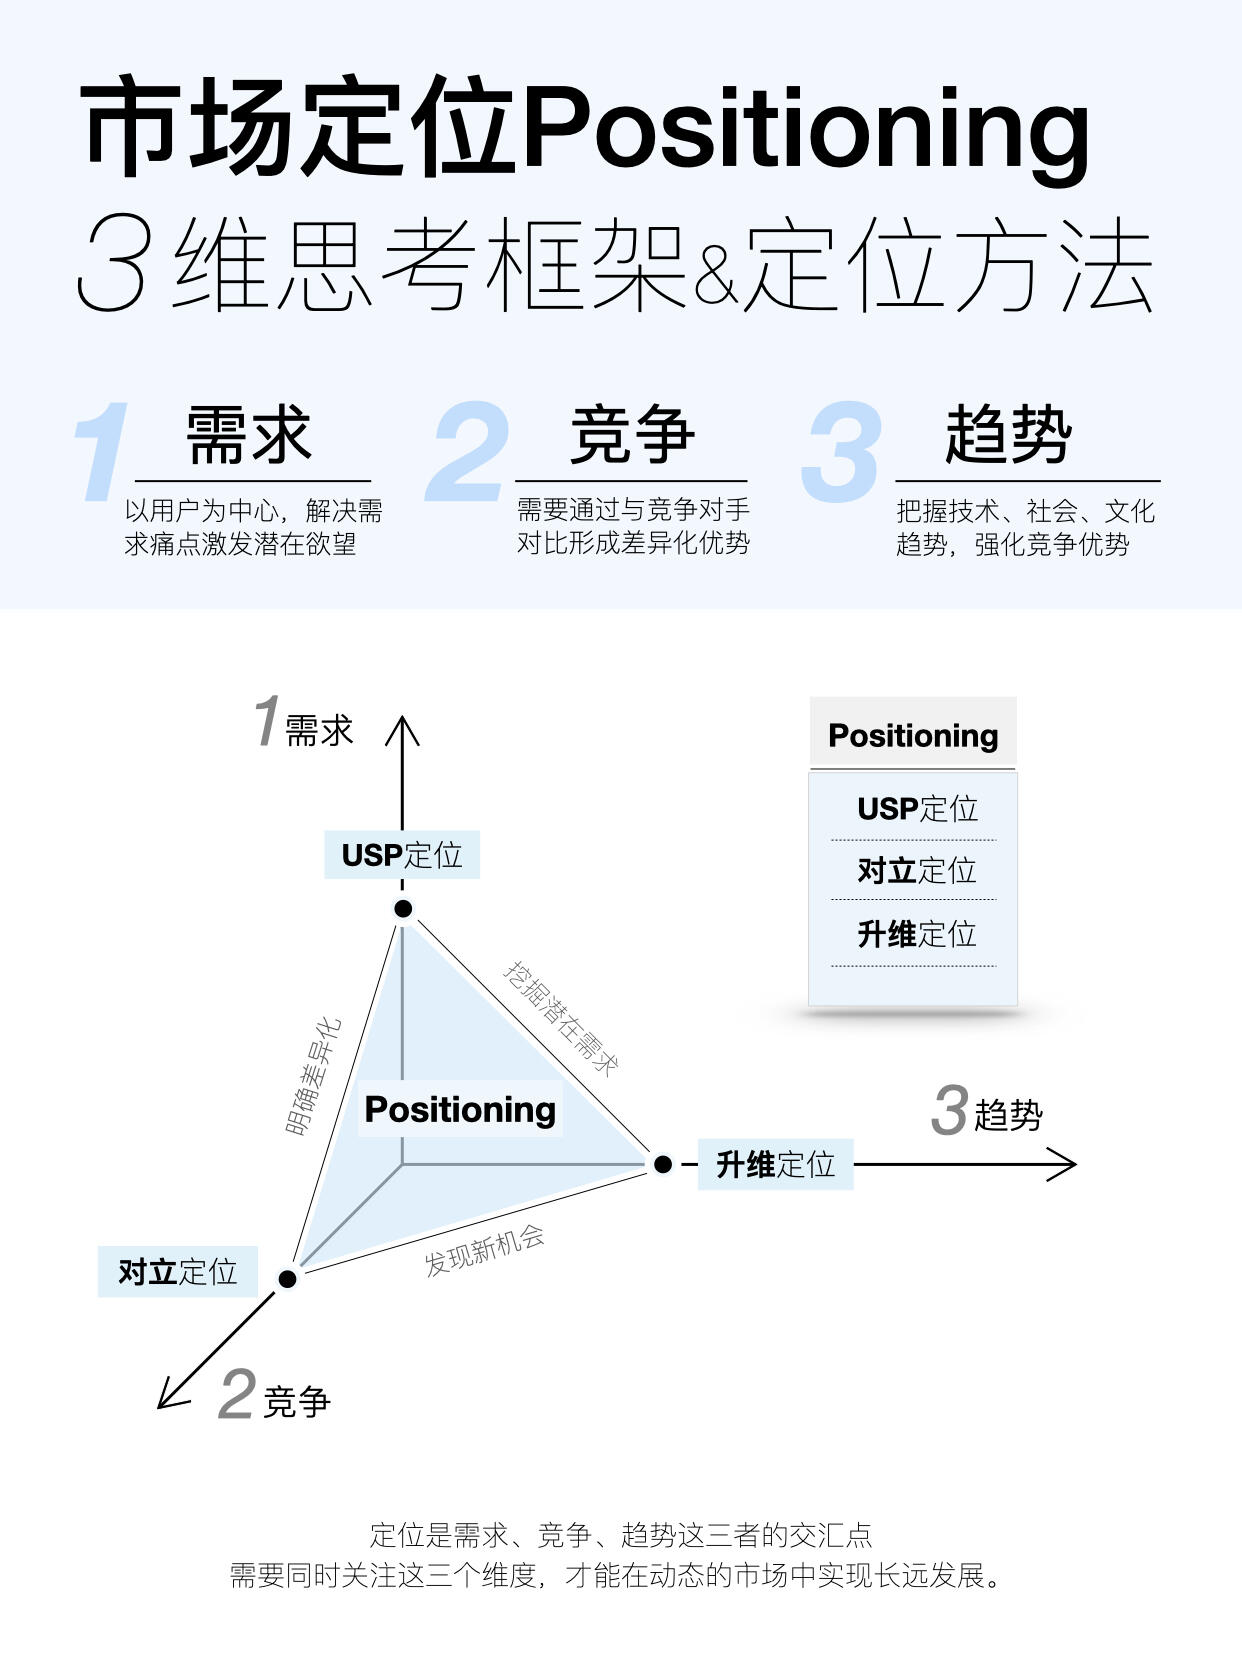 市场定位Positioning
3维思考框架&定位方法
1 需求
以用户为中心，解决需
求痛点激发潜在欲望
2 竞争
需要通过与竞争对手
对比形成差异化优势
3 趋势
把握技术、社会、文化
趋势，强化竞争优势
1需求
USP定位
Positioning
USP定位
对立定位
升维定位
挖掘潜在需求
明确差异化
Positioning
3趋势
升维定位
发现新机会
对立定位
2竞争
定位是需求、竞争、趋势这三者的交汇点
需要同时关注这三个维度，才能在动态的市场中实现长远发展。